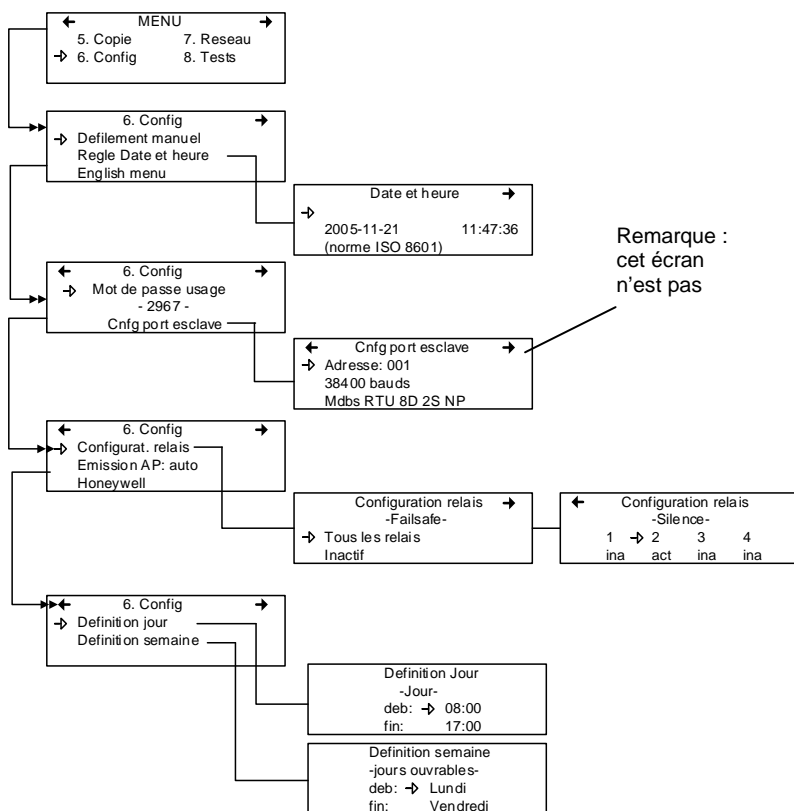 MENU
5. Copie 7. Reseau
6. Config 8. Tests
6. Config
Defilement manuel
Regle Date et heure
English menu
Date et heure
2005-11-21 11:47:36
(norme ISO 8601)
Remarque :
cet écran
n'est pas
6. Config
Mot de passe usage
- 2967 -
Cnfg port esclave
Cnfg port esclave
Adresse: 001
38400 bauds
Mdbs RTU 8D 2S NP
6. Config
Configurat. relais
Emission AP: auto
Honeywell
Configuration relais
-Failsafe-
Tous les relais
Inactif
Configuration relais
-Silence-
1 2 3 4
ina act ina ina
6. Config
Definition jour
Definition semaine
Definition Jour
-Jour-
deb: 08:00
fin: 17:00
Definition semaine
-jours ouvrables-
deb: Lundi
fin: Vendredi